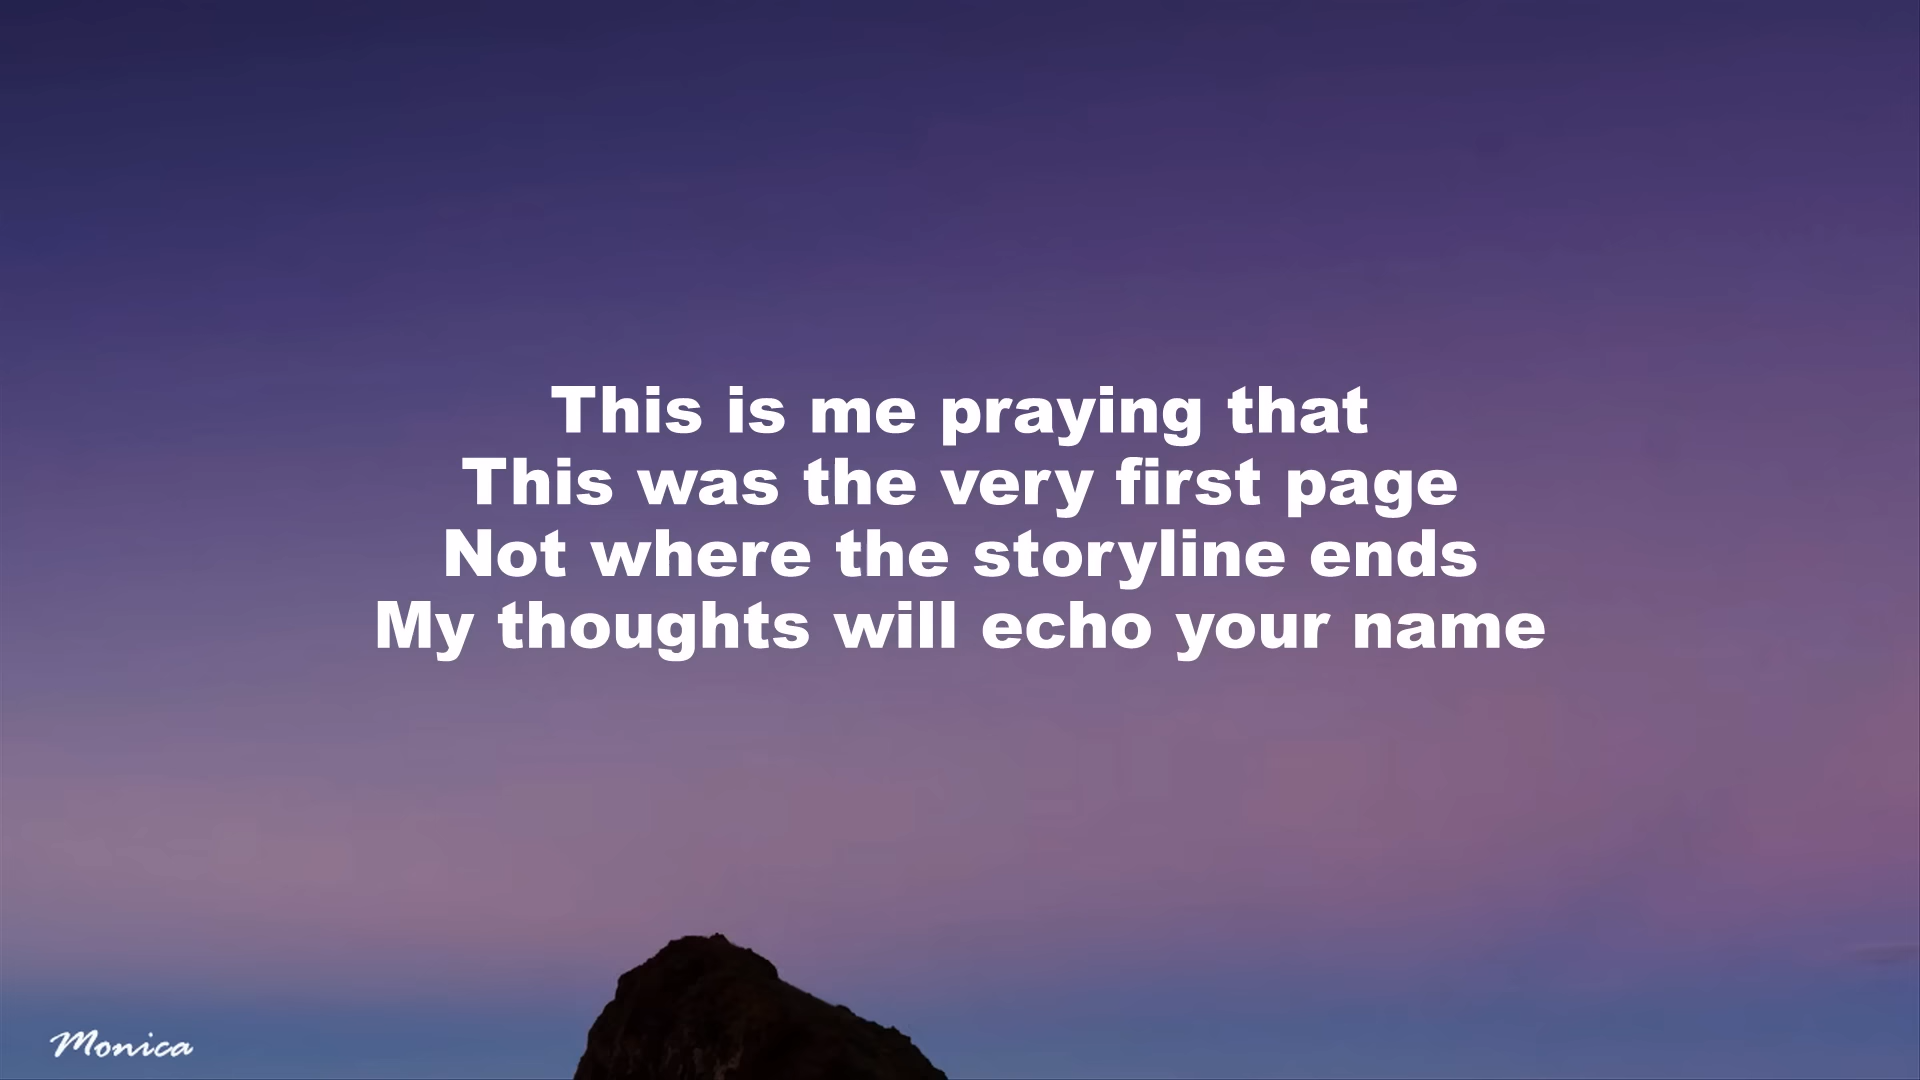 This is me praying that
This was the very first page
Not where the storyline ends
My thoughts will echo your name
Monica